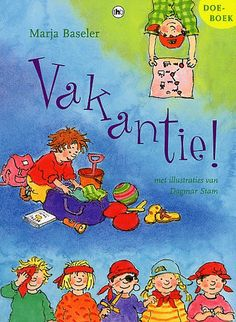 Marja Baseler
DOE-
BOEK
Vakantie!
met illustraties van
Dagmar Stam